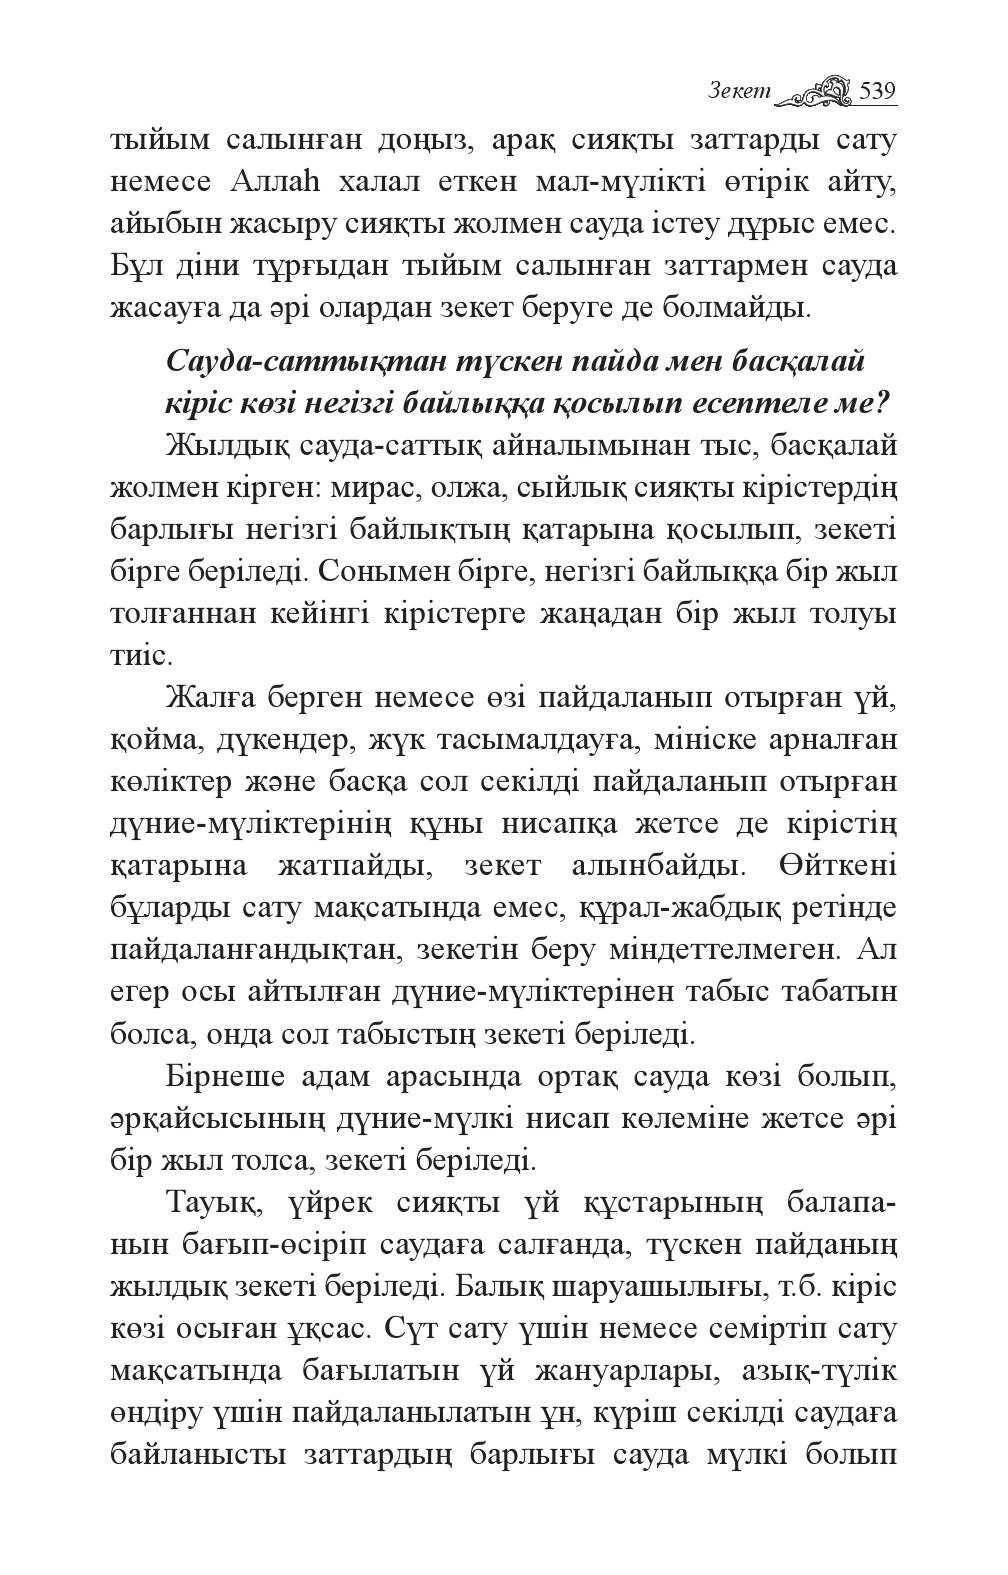 Зекет 539
тыйым салынған доңыз, арақ сияқты заттарды сату
немесе Аллаһ халал еткен мал-мүлікті өтірік айту,
айыбын жасыру сияқты жолмен сауда істеу дұрыс емес.
Бұл діни тұрғыдан тыйым салынған заттармен сауда
жасауға да әрі олардан зекет беруге де болмайды.
Сауда-саттықтан түскен пайда мен басқалай
кіріс көзі негізгі байлыққа қосылып есептеле ме?
Жылдық сауда-саттық айналымынан тыс, басқалай
жолмен кірген: мирас, олжа, сыйлық сияқты кірістердің
барлығы негізгі байлықтың қатарына қосылып, зекеті
бірге беріледі. Сонымен бірге, негізгі байлыққа бір жыл
толғаннан кейінгі кірістерге жаңадан бір жыл толуы
тиіс.
Жалға берген немесе өзі пайдаланып отырған үй,
қойма, дүкендер, жүк тасымалдауға, мініске арналған
көліктер және басқа сол секілді пайдаланып отырған
дүние-мүліктерінің құны нисапқа жетсе де кірістің
қатарына жатпайды, зекет алынбайды. Өйткені
бұларды сату мақсатында емес, құрал-жабдық ретінде
пайдаланғандықтан, зекетін беру міндеттелмеген. Ал
егер осы айтылған дүние-мүліктерінен табыс табатын
болса, онда сол табыстың зекеті беріледі.
Бірнеше адам арасында ортақ сауда көзі болып,
әрқайсысының дүние-мүлкі нисап көлеміне жетсе әрі
бір жыл толса, зекеті беріледі.
Тауық, үйрек сияқты үй құстарының балапа-
нын бағып-өсіріп саудаға салғанда, түскен пайданың
жылдық зекеті беріледі. Балық шаруашылығы, т.б. кіріс
көзі осыған ұқсас. Сүт сату үшін немесе семіртіп сату
мақсатында бағылатын үй жануарлары, азық-түлік
өндіру үшін пайдаланылатын ұн, күріш секілді саудаға
байланысты заттардың барлығы сауда мүлкі болып